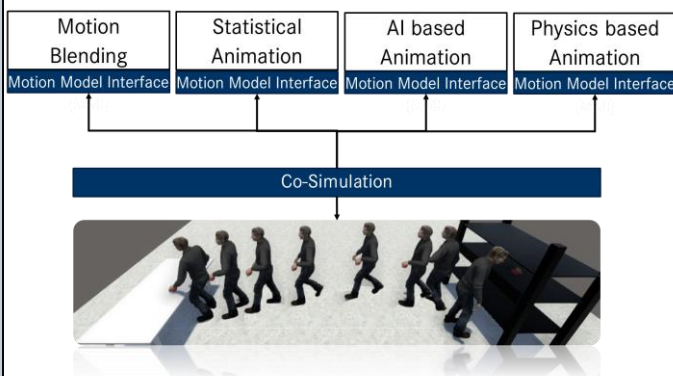 Motion
Blending
Motion Model Interface
Statistical
Animation
Motion Model Interface
AI based
Animation
Motion Model Interface
Physics based
Animation
Motion Model Interface
Co-Simulation